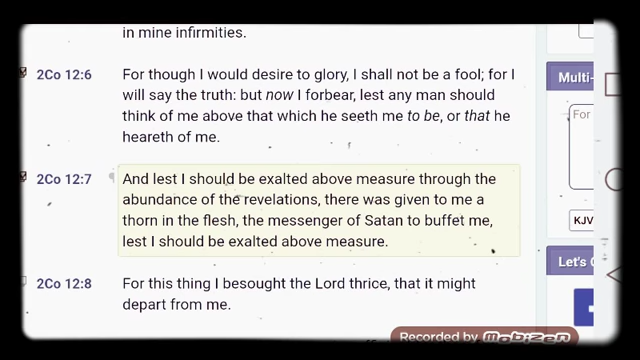 in mine infirmities.
2Co 12:6 For though I would desire to glory, I shall not be a fool; for I
will say the truth: but now I forbear, lest any man should
think of me above that which he seeth me to be, or that he
heareth of me.
2Co 12:7 And lest I should be exalted above measure through the
abundance of the revelations, there was given to me a
thorn in the flesh, the messenger of Satan to buffet me,
lest I should be exalted above measure.
2Co 12:8 For this thing I besought the Lord thrice, that it might
depart from me.
Multi-
For
KJV
Let's
Recorded by Mobizen